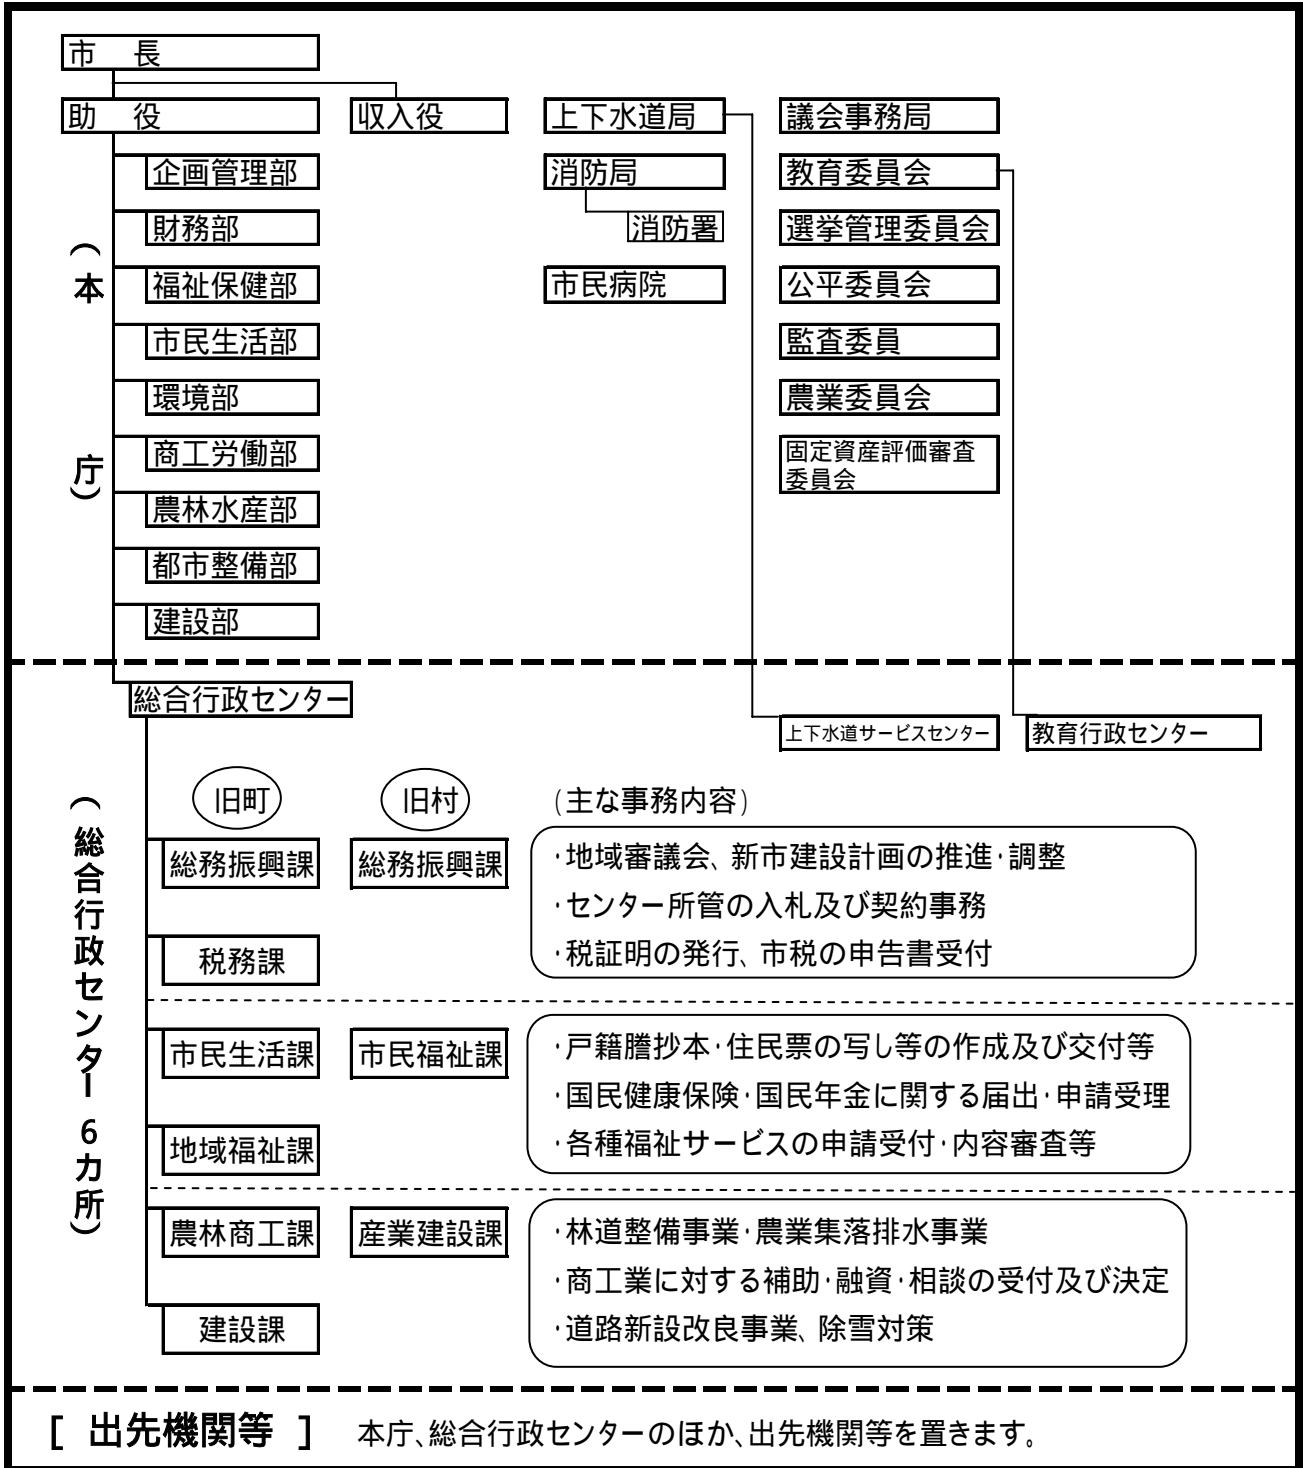 市　長
助　役
収入役
上下水道局
議会事務局
企画管理部
消防局
教育委員会
財務部
消防署
選挙管理委員会
福祉保健部
市民病院
公平委員会
市民生活部
監査委員
環境部
農業委員会
商工労働部
固定資産評価審査
委員会
農林水産部
都市整備部
建設部
（本　庁）
総合行政センター
上下水道サービスセンター
教育行政センター
（総合行政センター６カ所）
旧町
旧村
（主な事務内容）
総務振興課
総務振興課
・地域審議会、新市建設計画の推進・調整
・センター所管の入札及び契約事務
税務課
・税証明の発行、市税の申告書受付
市民生活課
市民福祉課
・戸籍謄抄本・住民票の写し等の作成及び交付等
・国民健康保険・国民年金に関する届出・申請受理
地域福祉課
・各種福祉サービスの申請受付・内容審査等
農林商工課
産業建設課
・林道整備事業・農業集落排水事業
・商工業に対する補助・融資・相談の受付及び決定
建設課
・道路新設改良事業、除雪対策
［ 出先機関等 ］　本庁、総合行政センターのほか、出先機関等を置きます。